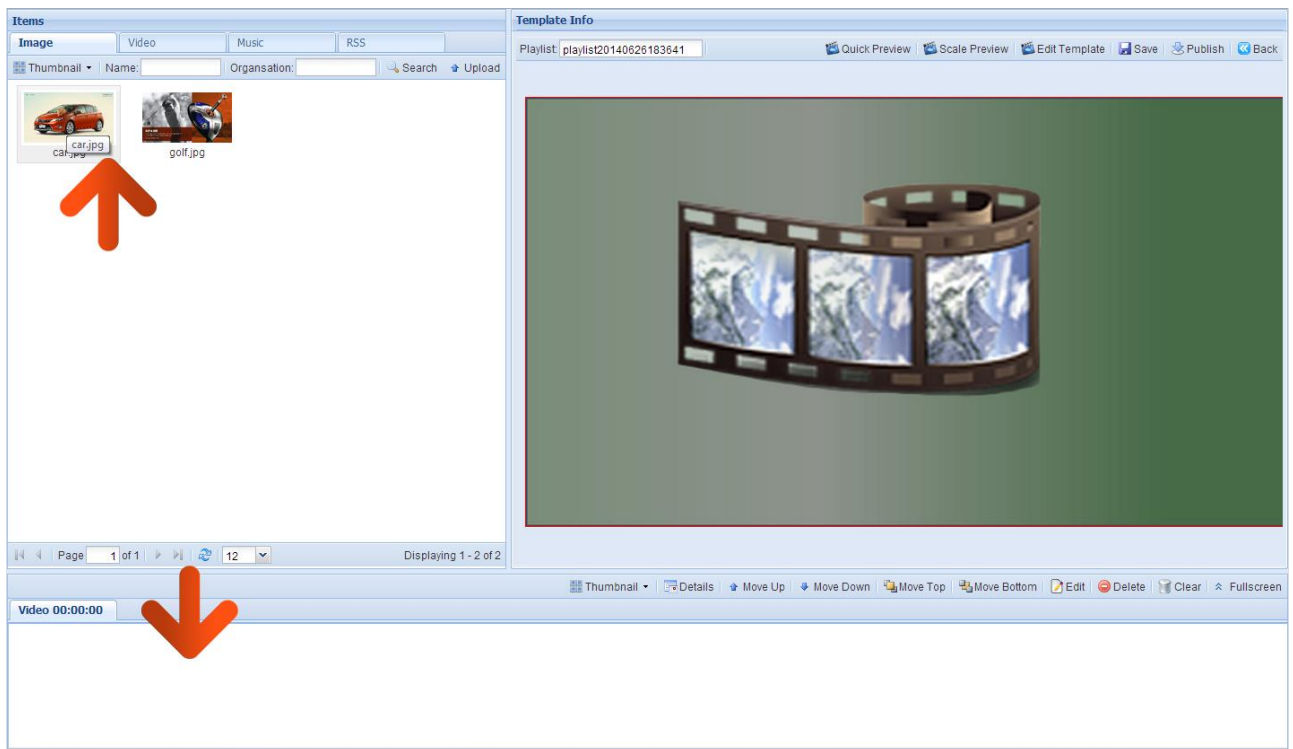 Items
Image Video Music RSS
Thumbnail Name: Organsation: Search Upload
car.jpg
car.jpg golf.jpg
Page 1 of 1 12 Displaying 1 - 2 of 2
Template Info
Playlist: playlist20140626183641 Quick Preview Scale Preview Edit Template Save Publish Back
Thumbnail Details Move Up Move Down Move Top Move Bottom Edit Delete Clear Fullscreen
Video 00:00:00